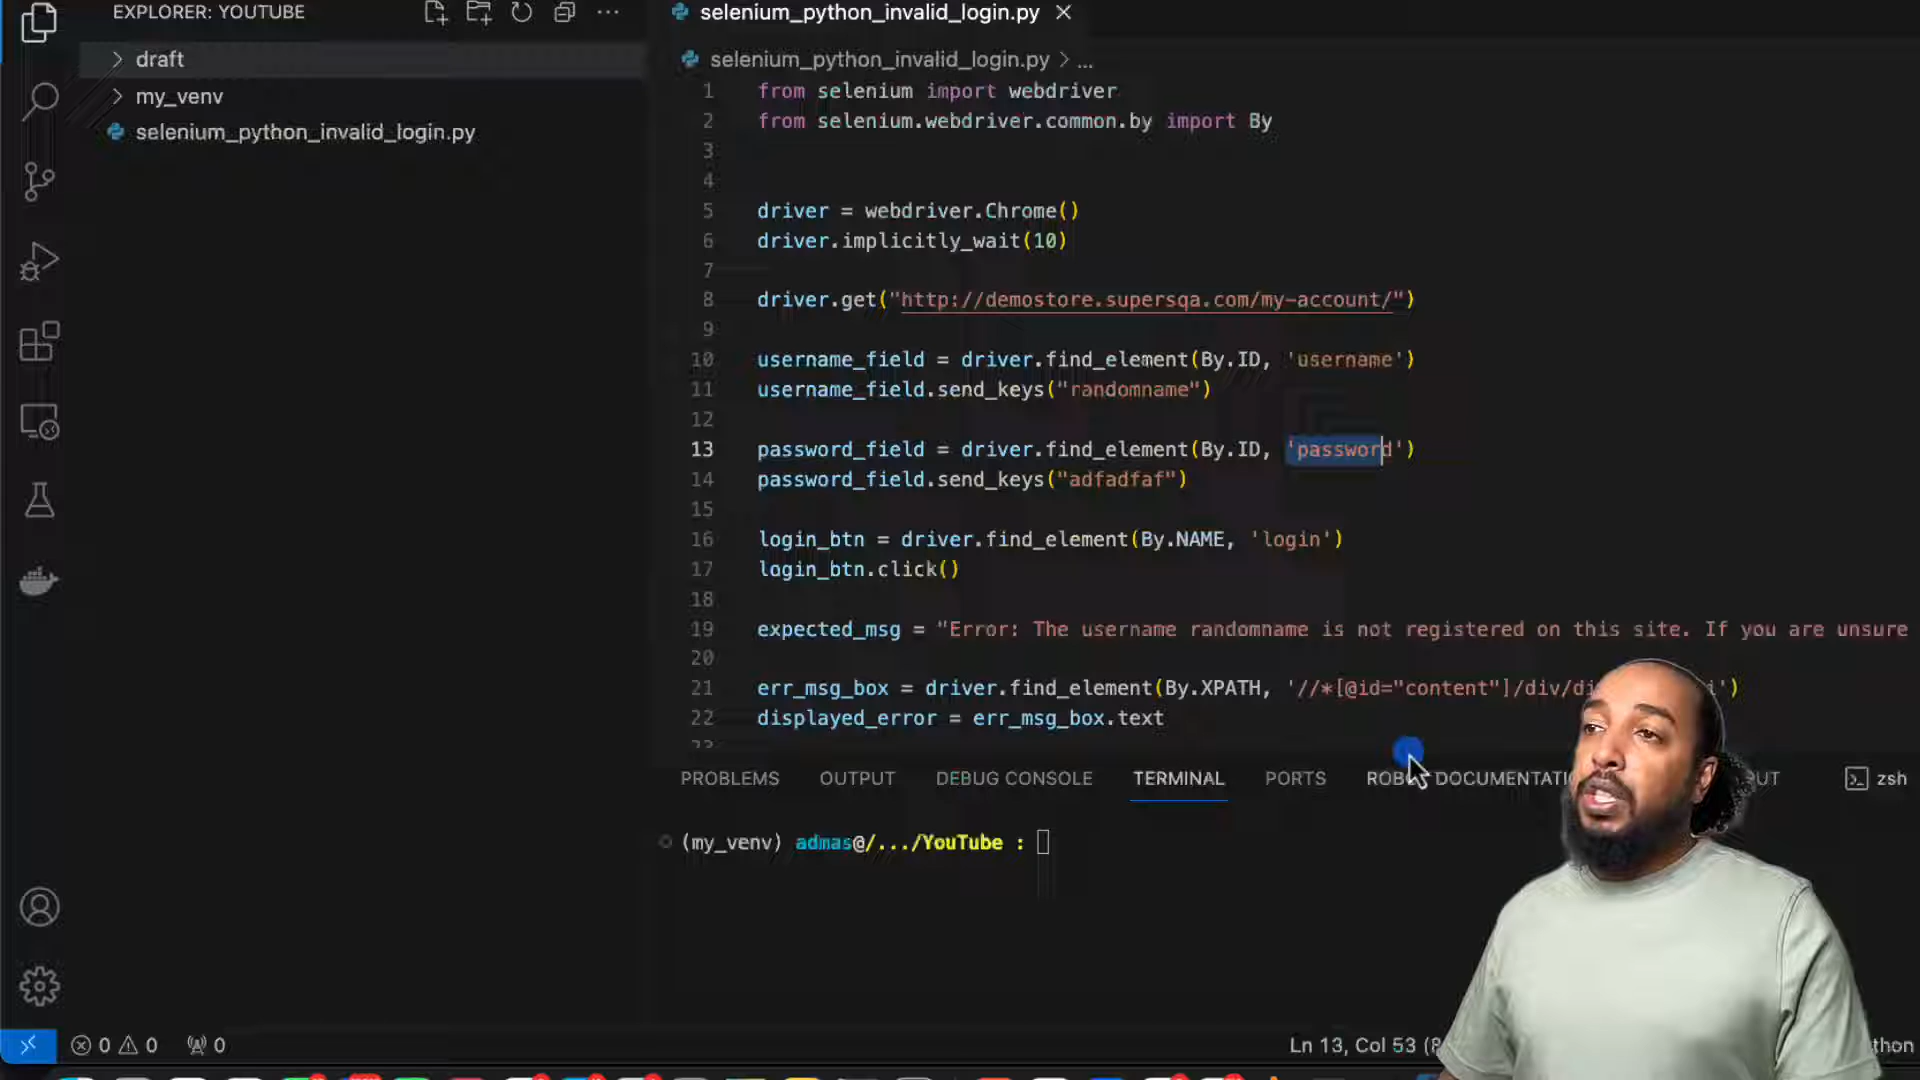 EXPLORER: YOUTUBE
draft
my_venv
selenium_python_invalid_login.py
selenium_python_invalid_login.py
selenium_python_invalid_login.py > ...
1 from selenium import webdriver
2 from selenium.webdriver.common.by import By
3
4
5 driver = webdriver.Chrome()
6 driver.implicitly_wait(10)
7
8 driver.get("http://demostore.supersqa.com/my-account/")
9
10 username_field = driver.find_element(By.ID, 'username')
11 username_field.send_keys("randomname")
12
13 password_field = driver.find_element(By.ID, 'password')
14 password_field.send_keys("adfadfaf")
15
16 login_btn = driver.find_element(By.NAME, 'login')
17 login_btn.click()
18
19 expected_msg = "Error: The username randomname is not registered on this site. If you are unsure
20
21 err_msg_box = driver.find_element(By.XPATH, '//*[@id="content"]/div/di i')
22 displayed_error = err_msg_box.text
23
PROBLEMS OUTPUT DEBUG CONSOLE TERMINAL PORTS ROBO DOCUMENTATI UT zsh
(my_venv) admas@/.../YouTube :
0 0 0 Ln 13, Col 53 (8 thon